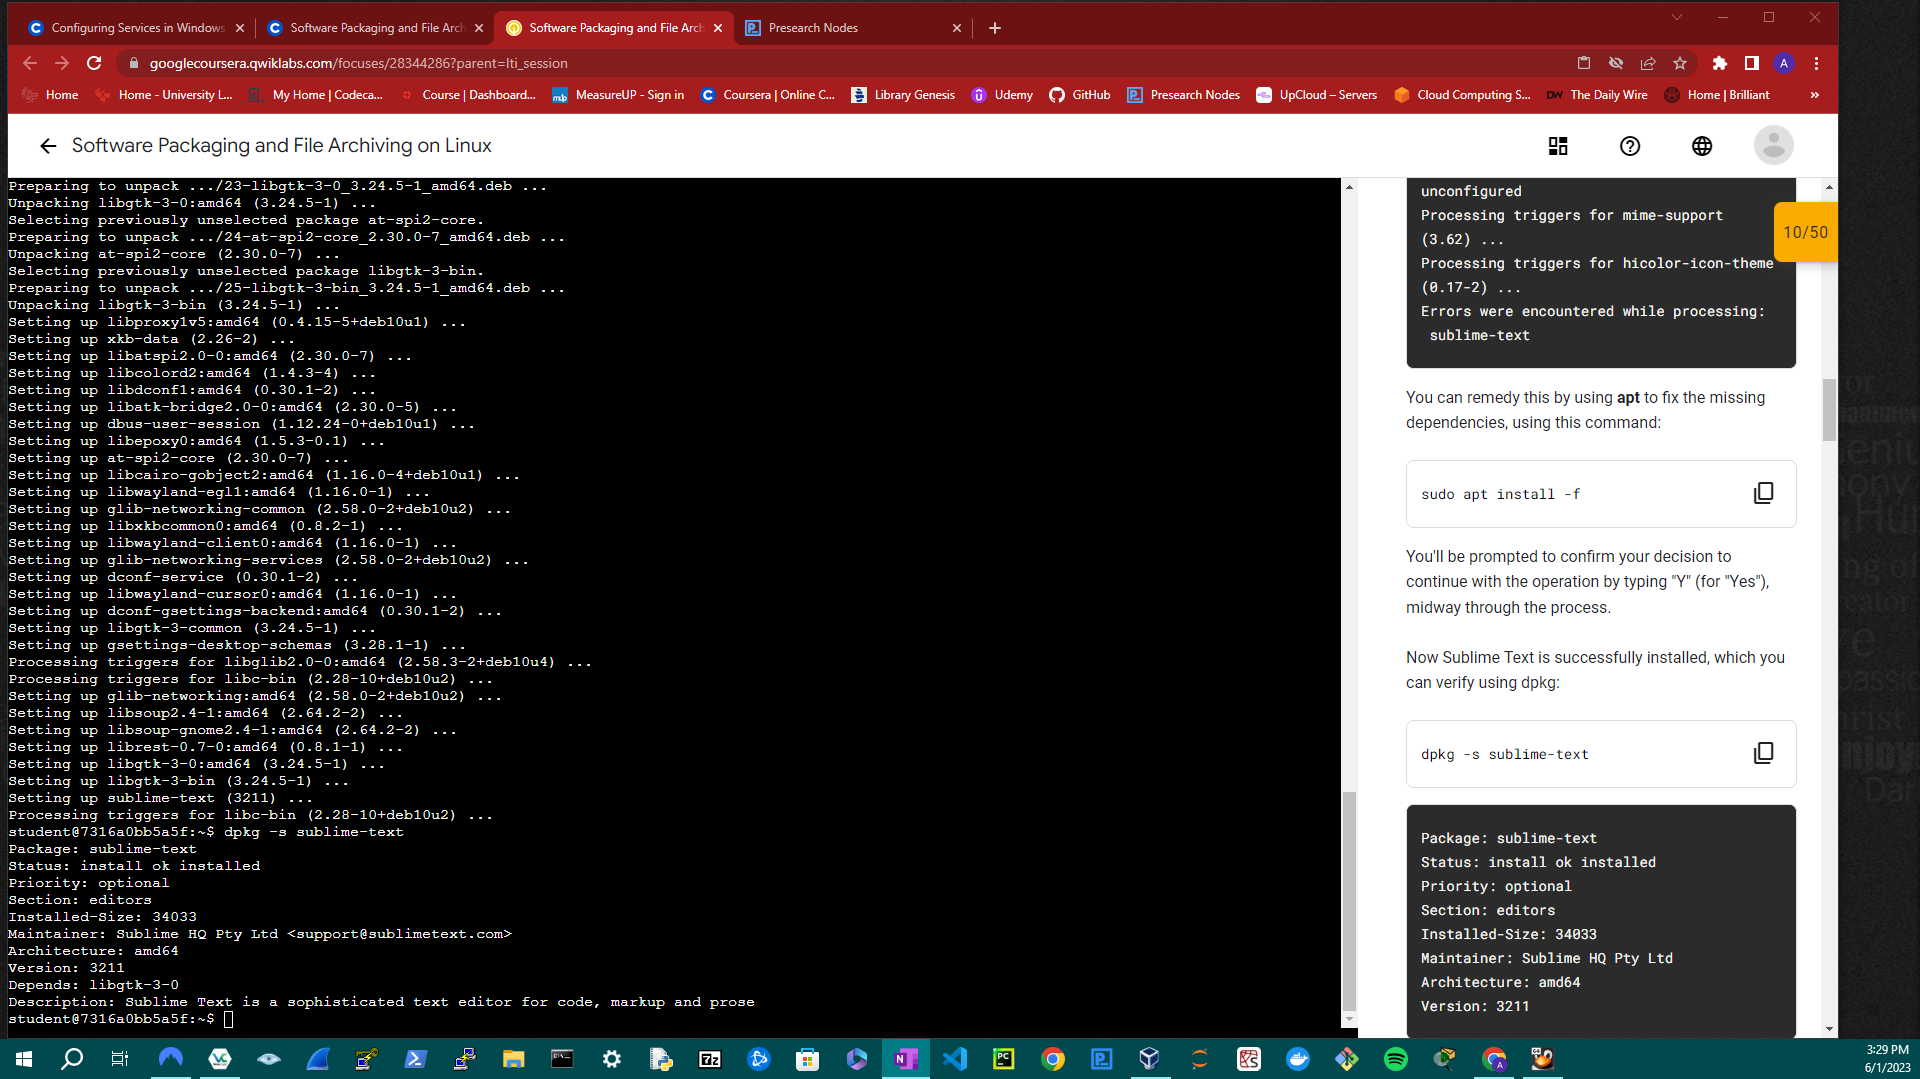 Configuring Services in Windows
Software Packaging and File Arch
Software Packaging and File Arch
Presearch Nodes
googlecoursera.qwiklabs.com/focuses/28344286?parent=lti_session
A
Home
Home - University L...
My Home | Codeca...
Course | Dashboard...
MeasureUP - Sign in
Coursera | Online C...
Library Genesis
Udemy
GitHub
Presearch Nodes
UpCloud – Servers
Cloud Computing S...
DW The Daily Wire
Home | Brilliant
»
Software Packaging and File Archiving on Linux
Preparing to unpack .../23-libgtk-3-0_3.24.5-1_amd64.deb ...
Unpacking libgtk-3-0:amd64 (3.24.5-1) ...
Selecting previously unselected package at-spi2-core.
Preparing to unpack .../24-at-spi2-core_2.30.0-7_amd64.deb ...
Unpacking at-spi2-core (2.30.0-7) ...
Selecting previously unselected package libgtk-3-bin.
Preparing to unpack .../25-libgtk-3-bin_3.24.5-1_amd64.deb ...
Unpacking libgtk-3-bin (3.24.5-1) ...
Setting up libproxy1v5:amd64 (0.4.15-5+deb10u1) ...
Setting up xkb-data (2.26-2) ...
Setting up libatspi2.0-0:amd64 (2.30.0-7) ...
Setting up libcolord2:amd64 (1.4.3-4) ...
Setting up libdconf1:amd64 (0.30.1-2) ...
Setting up libatk-bridge2.0-0:amd64 (2.30.0-5) ...
Setting up dbus-user-session (1.12.24-0+deb10u1) ...
Setting up libepoxy0:amd64 (1.5.3-0.1) ...
Setting up at-spi2-core (2.30.0-7) ...
Setting up libcairo-gobject2:amd64 (1.16.0-4+deb10u1) ...
Setting up libwayland-egl1:amd64 (1.16.0-1) ...
Setting up glib-networking-common (2.58.0-2+deb10u2) ...
Setting up libxkbcommon0:amd64 (0.8.2-1) ...
Setting up libwayland-client0:amd64 (1.16.0-1) ...
Setting up glib-networking-services (2.58.0-2+deb10u2) ...
Setting up dconf-service (0.30.1-2) ...
Setting up libwayland-cursor0:amd64 (1.16.0-1) ...
Setting up dconf-gsettings-backend:amd64 (0.30.1-2) ...
Setting up libgtk-3-common (3.24.5-1) ...
Setting up gsettings-desktop-schemas (3.28.1-1) ...
Processing triggers for libglib2.0-0:amd64 (2.58.3-2+deb10u4) ...
Processing triggers for libc-bin (2.28-10+deb10u2) ...
Setting up glib-networking:amd64 (2.58.0-2+deb10u2) ...
Setting up libsoup2.4-1:amd64 (2.64.2-2) ...
Setting up libsoup-gnome2.4-1:amd64 (2.64.2-2) ...
Setting up librest-0.7-0:amd64 (0.8.1-1) ...
Setting up libgtk-3-0:amd64 (3.24.5-1) ...
Setting up libgtk-3-bin (3.24.5-1) ...
Setting up sublime-text (3211) ...
Processing triggers for libc-bin (2.28-10+deb10u2) ...
student@7316a0bb5a5f:~$ dpkg -s sublime-text
Package: sublime-text
Status: install ok installed
Priority: optional
Section: editors
Installed-Size: 34033
Maintainer: Sublime HQ Pty Ltd <support@sublimetext.com>
Architecture: amd64
Version: 3211
Depends: libgtk-3-0
Description: Sublime Text is a sophisticated text editor for code, markup and prose
student@7316a0bb5a5f:~$
unconfigured
Processing triggers for mime-support
(3.62) ...
Processing triggers for hicolor-icon-theme
(0.17-2) ...
Errors were encountered while processing:
sublime-text
10/50
You can remedy this by using apt to fix the missing
dependencies, using this command:
sudo apt install -f
You'll be prompted to confirm your decision to
continue with the operation by typing "Y" (for "Yes"),
midway through the process.
Now Sublime Text is successfully installed, which you
can verify using dpkg:
dpkg -s sublime-text
Package: sublime-text
Status: install ok installed
Priority: optional
Section: editors
Installed-Size: 34033
Maintainer: Sublime HQ Pty Ltd
Architecture: amd64
Version: 3211
3:29 PM
6/1/2023